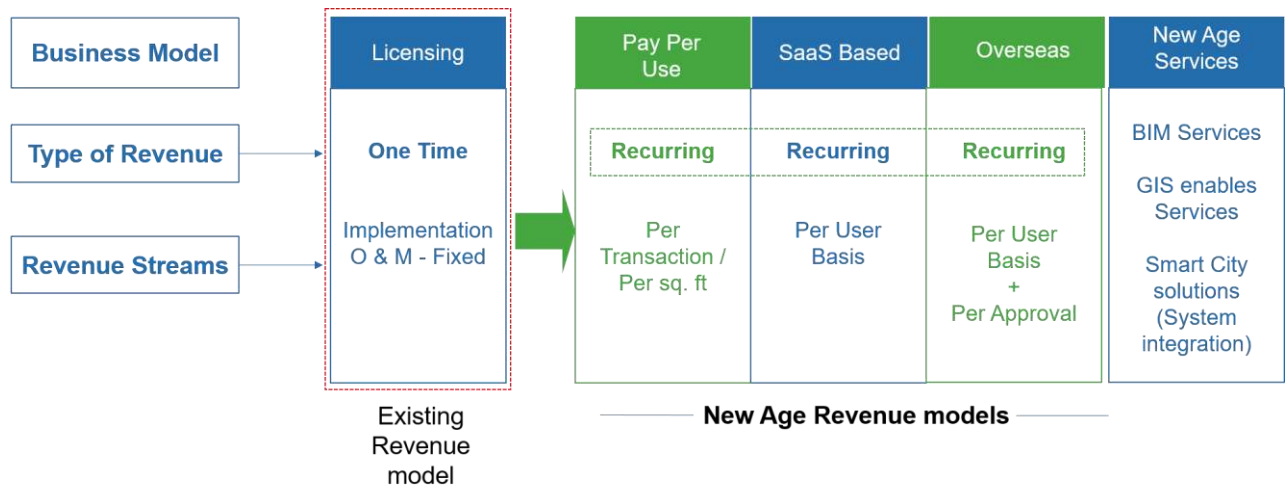 Business Model
Type of Revenue
Revenue Streams
Licensing
One Time
Implementation
O & M - Fixed
Existing
Revenue
model
Pay Per
Use
Recurring
Per
Transaction /
Per sq. ft
SaaS Based
Recurring
Per User
Basis
Overseas
Recurring
Per User
Basis
+
Per Approval
New Age
Services
BIM Services
GIS enables
Services
Smart City
solutions
(System
integration)
New Age Revenue models